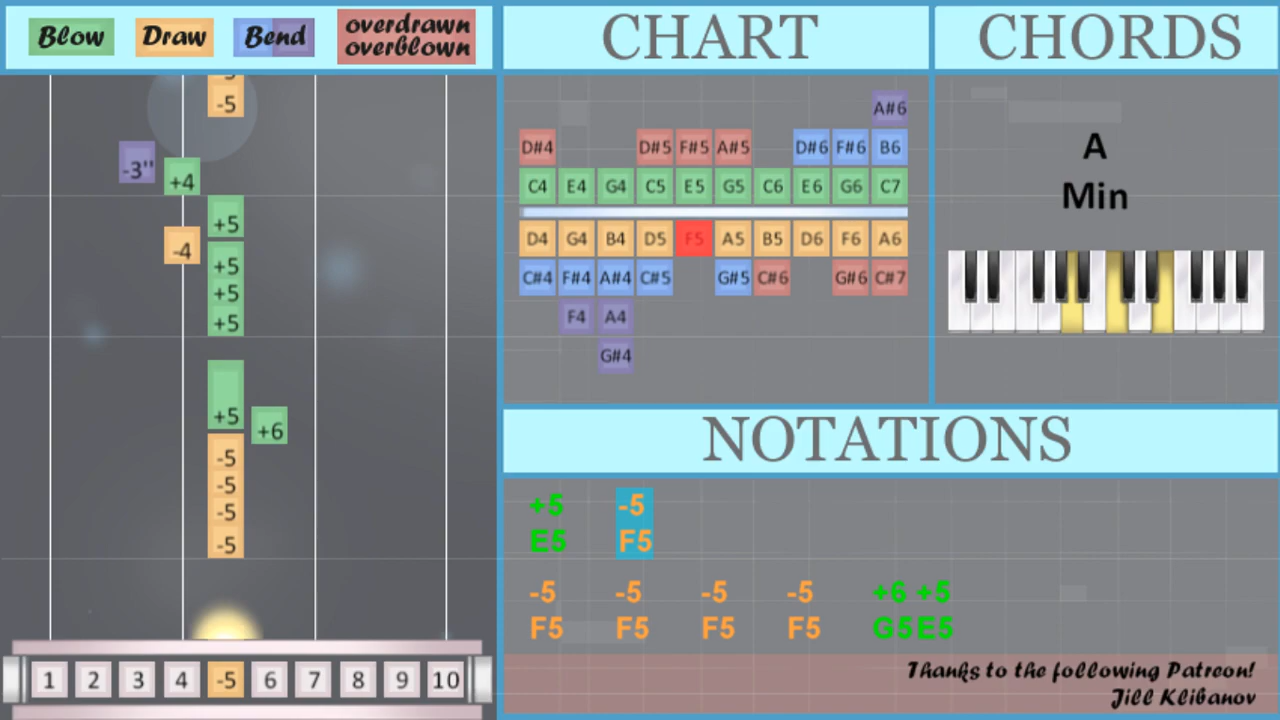 Blow Draw Bend overdrawn
overblown
CHART
CHORDS
-5
-3"
+4
+5
-4
+5
+5
+5
+5
+6
-5
-5
-5
-5
1 2 3 4 -5 6 7 8 9 10
A#6
D#4 D#5 F#5 A#5 D#6 F#6 B6
C4 E4 G4 C5 E5 G5 C6 E6 G6 C7
D4 G4 B4 D5 F5 A5 B5 D6 F6 A6
C#4 F#4 A#4 C#5 G#5 C#6 G#6 C#7
F4 A4
G#4
A
Min
NOTATIONS
+5 -5
E5 F5
-5 -5 -5 -5 +6 +5
F5 F5 F5 F5 G5 E5
Thanks to the following Patreon!
Jill Klibanov